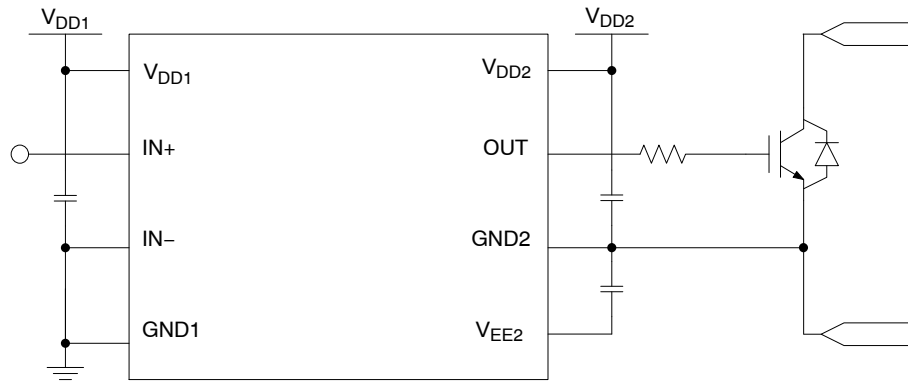 VDD1
VDD2
VDD1
VDD2
IN+
OUT
IN−
GND2
GND1
VEE2